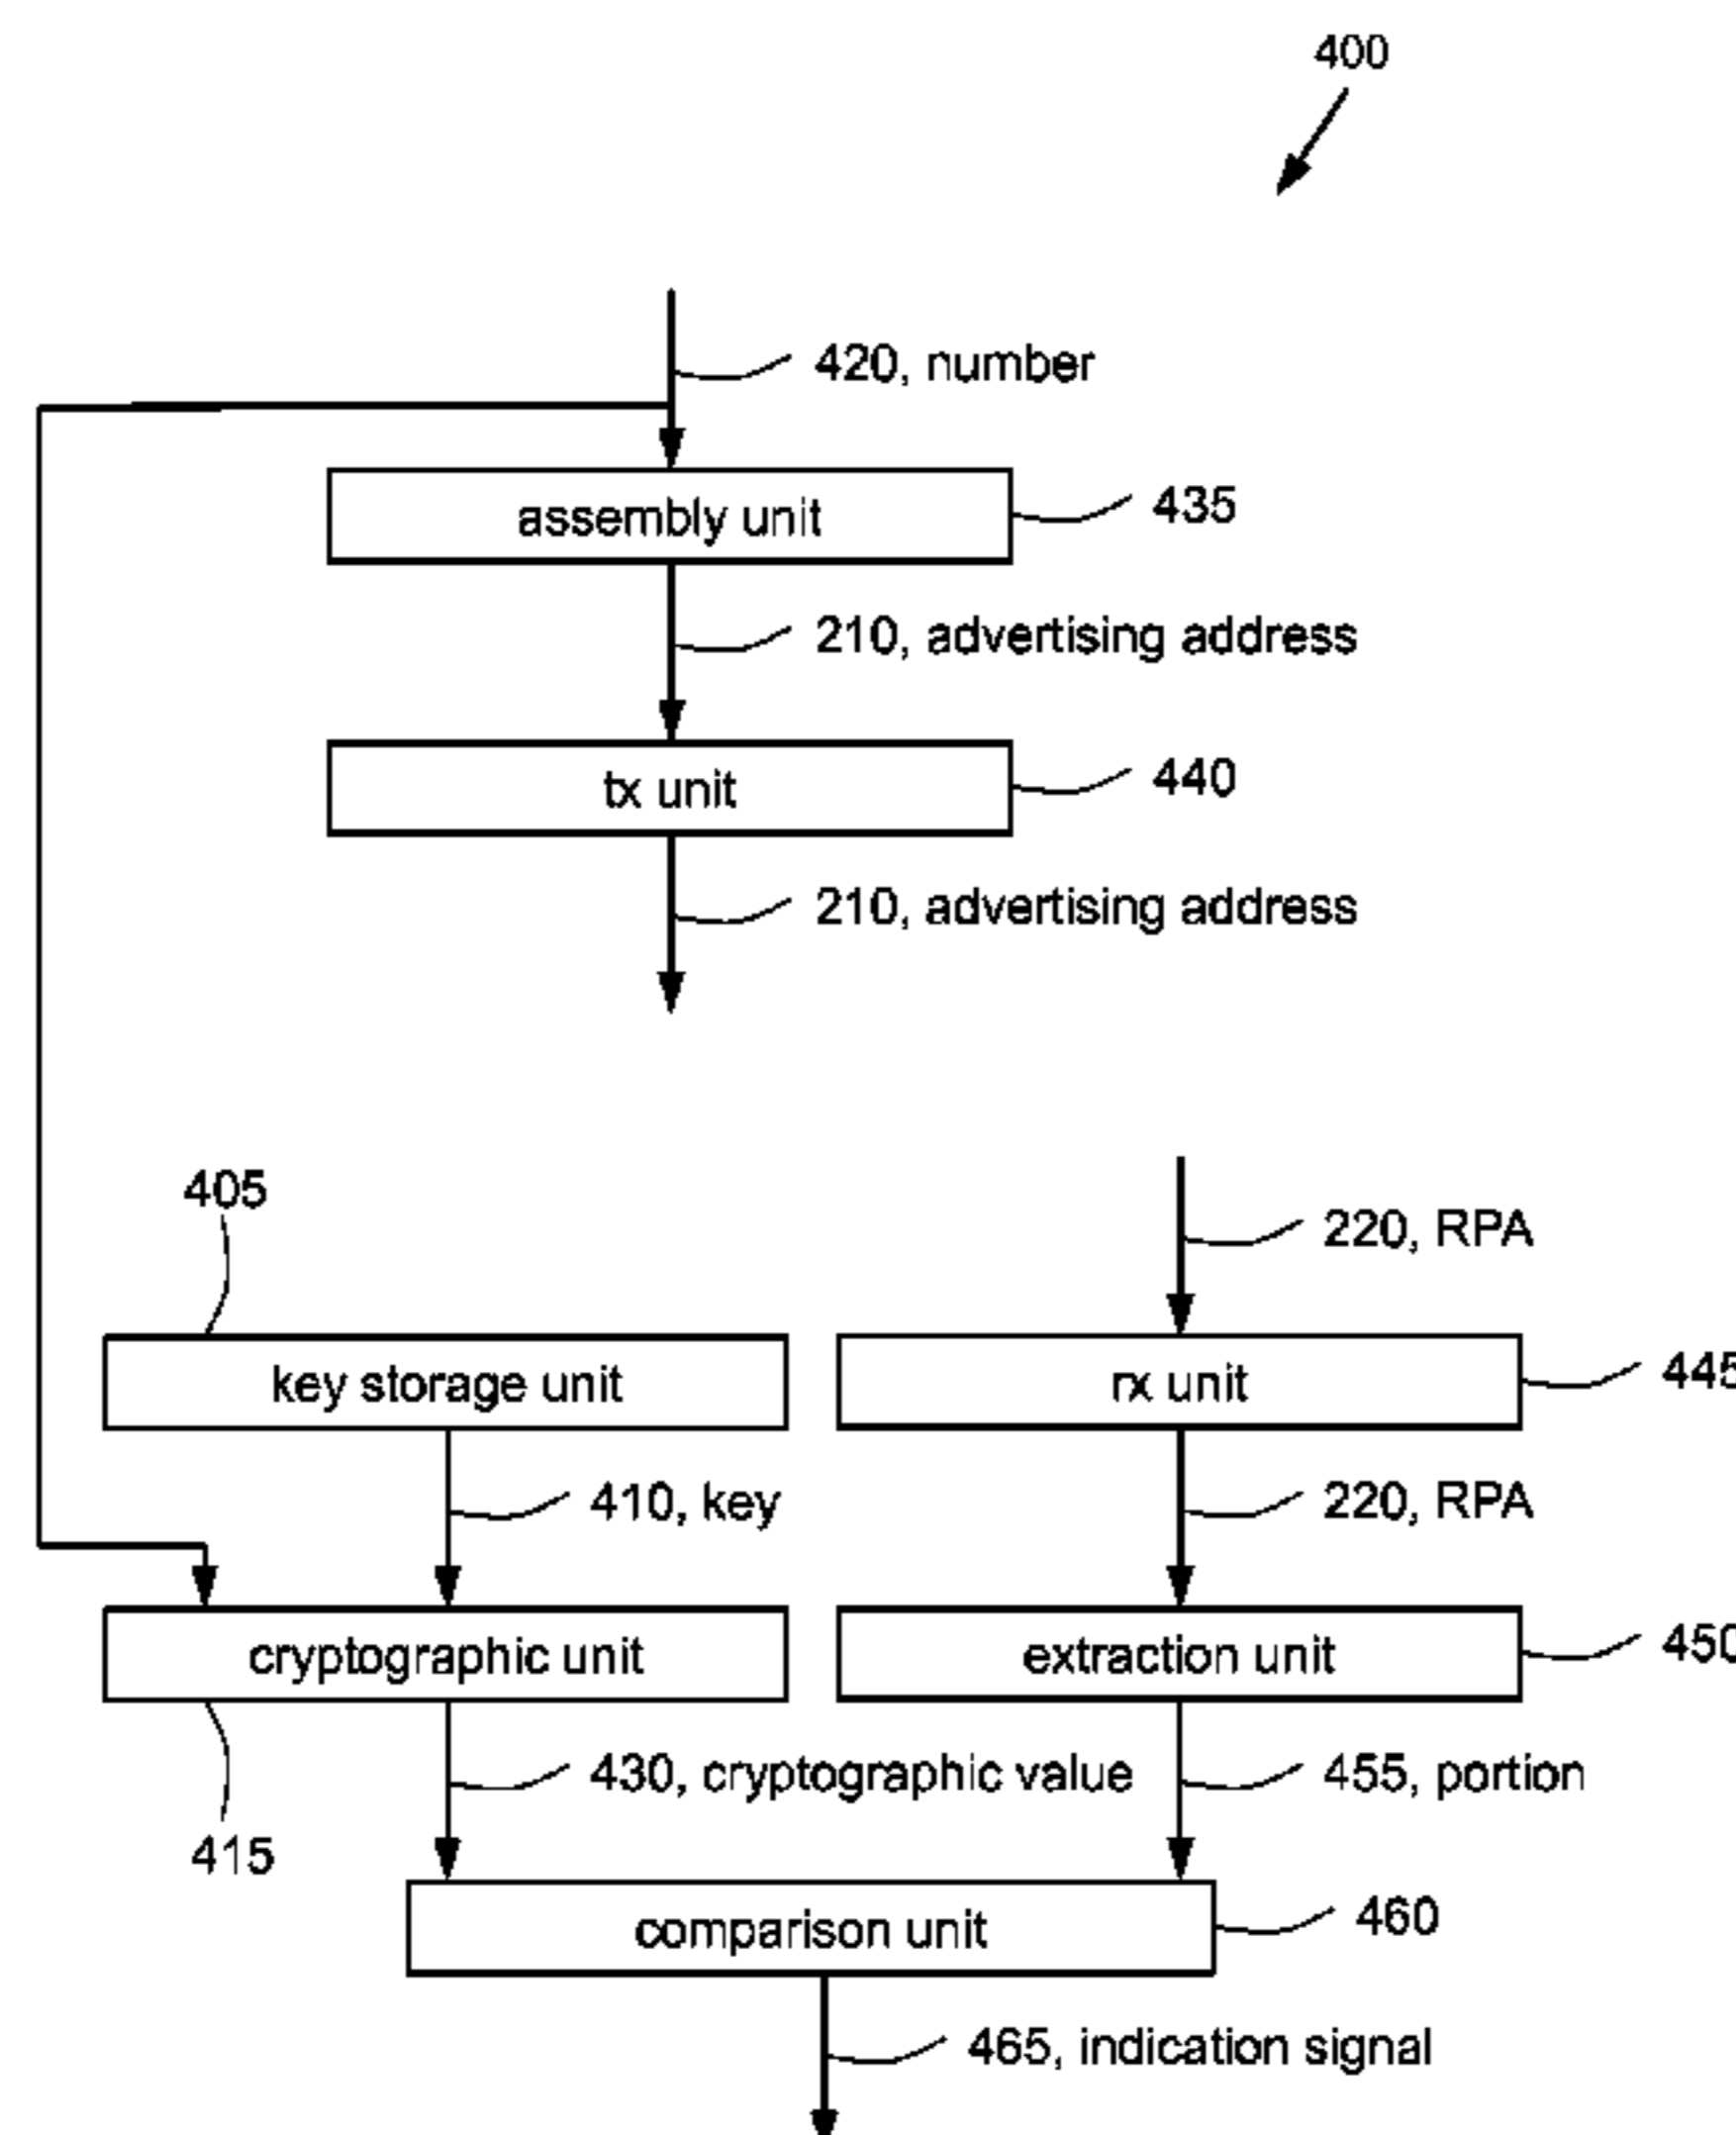 400
420, number
assembly unit
435
210, advertising address
tx unit
440
210, advertising address
405
220, RPA
key storage unit
rx unit
445
410, key
220, RPA
cryptographic unit
extraction unit
450
430, cryptographic value
455, portion
415
comparison unit
460
465, indication signal